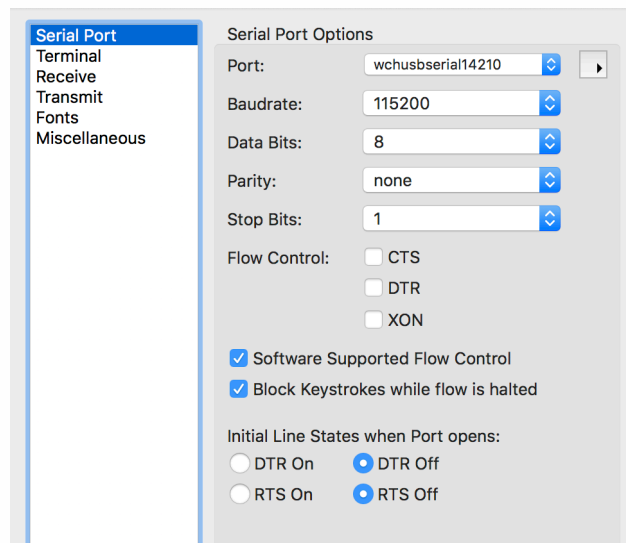 Serial Port
Terminal
Receive
Transmit
Fonts
Miscellaneous
Serial Port Options
Port: wchusbserial14210
Baudrate: 115200
Data Bits: 8
Parity: none
Stop Bits: 1
Flow Control: CTS
DTR
XON
Software Supported Flow Control
Block Keystrokes while flow is halted
Initial Line States when Port opens:
DTR On DTR Off
RTS On RTS Off